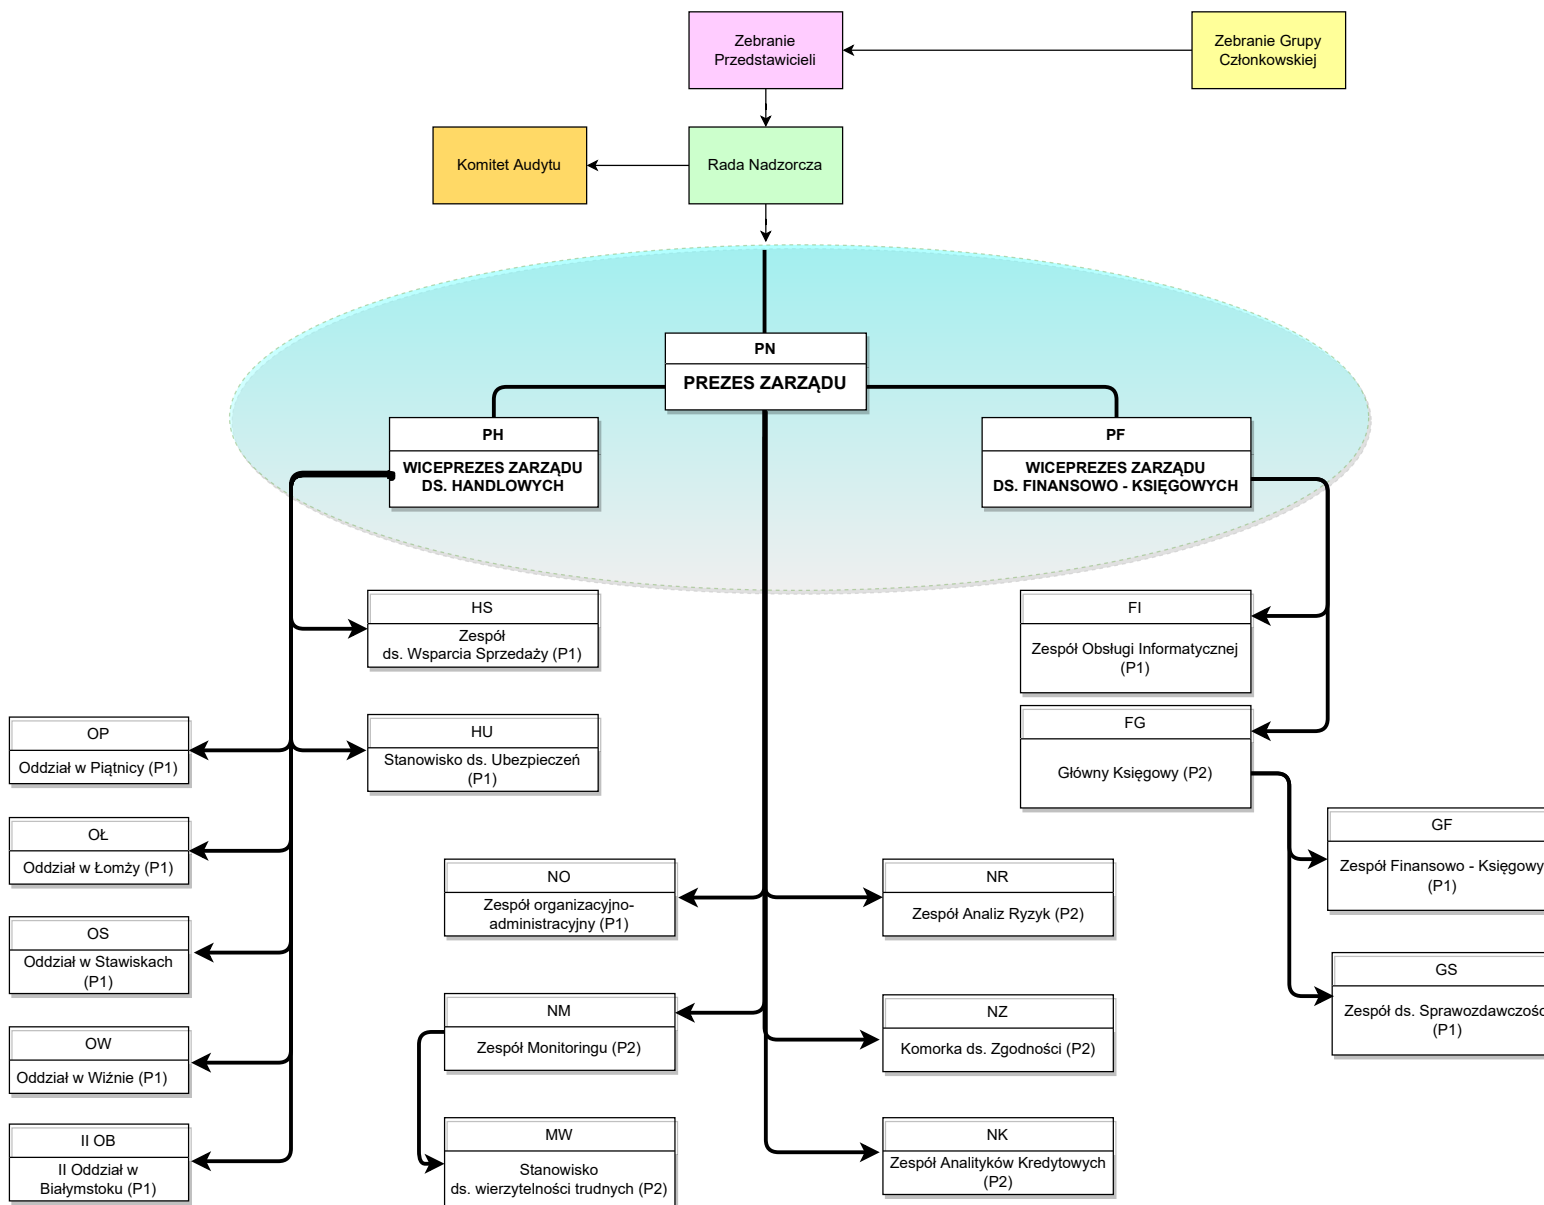 Zebranie
Przedstawicieli
Zebranie Grupy
Członkowskiej
Komitet Audytu
Rada Nadzorcza
PN
PREZES ZARZĄDU
PH
WICEPREZES ZARZĄDU
DS. HANDLOWYCH
PF
WICEPREZES ZARZĄDU
DS. FINANSOWO - KSIĘGOWYCH
HS
Zespół
ds. Wsparcia Sprzedaży (P1)
HU
Stanowisko ds. Ubezpieczeń
(P1)
OP
Oddział w Piątnicy (P1)
OŁ
Oddział w Łomży (P1)
OS
Oddział w Stawiskach
(P1)
OW
Oddział w Wiźnie (P1)
II OB
II Oddział w
Białymstoku (P1)
NO
Zespół organizacyjno-
administracyjny (P1)
NM
Zespół Monitoringu (P2)
MW
Stanowisko
ds. wierzytelności trudnych (P2)
NR
Zespół Analiz Ryzyk (P2)
NZ
Komorka ds. Zgodności (P2)
NK
Zespół Analityków Kredytowych
(P2)
FI
Zespół Obsługi Informatycznej
(P1)
FG
Główny Księgowy (P2)
GF
Zespół Finansowo - Księgowy
(P1)
GS
Zespół ds. Sprawozdawczości
(P1)